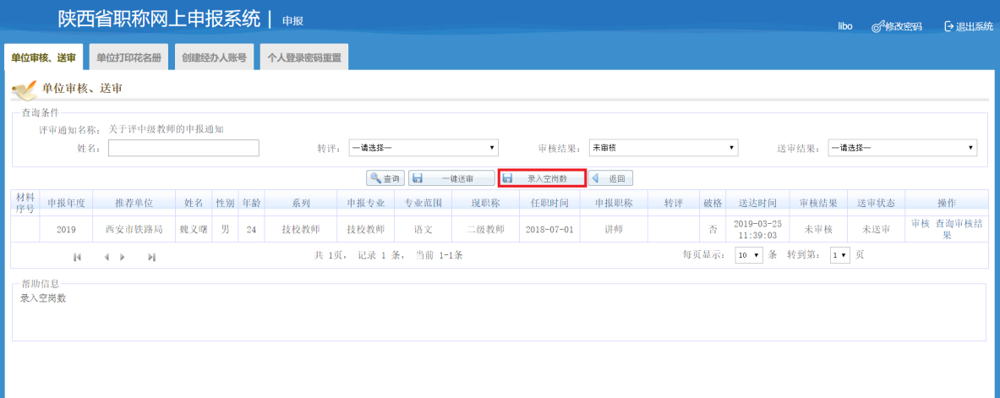 陕西省职称网上申报系统 | 申报
libo 修改密码 退出系统
单位审核、送审 单位打印花名册 创建经办人账号 个人登录密码重置
单位审核、送审
查询条件
评审通知名称： 关于评中级教师的申报通知
姓名： 转评： —请选择— 审核结果： 未审核 送审结果： —请选择—
查询 一键送审 录入空岗数 返回
材料序号 申报年度 推荐单位 姓名 性别 年龄 系列 申报专业 专业范围 现职称 任职时间 申报职称 转评 破格 送达时间 审核结果 送审状态 操作
2019 西安市铁路局 魏义曙 男 24 技校教师 技校教师 语文 二级教师 2018-07-01 讲师 否 2019-03-25 11:39:03 未审核 未送审 审核 查询审核结果
共 1页， 记录 1 条， 当前 1-1条 每页显示： 10 条 转到第： 1 页
帮助信息
录入空岗数